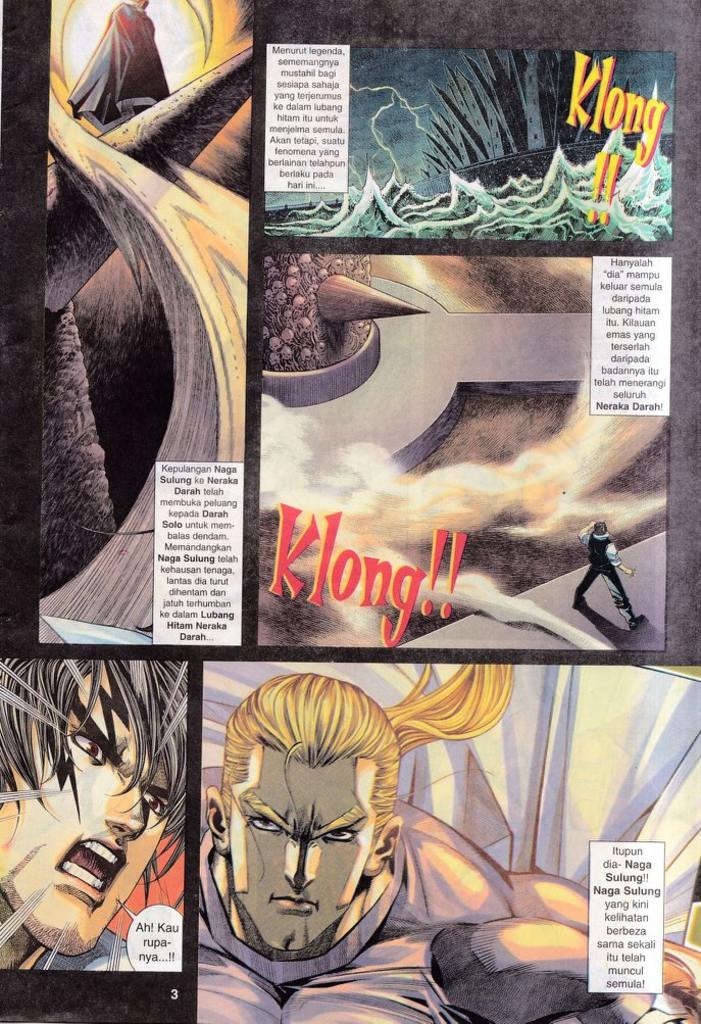 Menurut legenda,
sememangnya
mustahil bagi
sesiapa sahaja
yang terjerumus
ke dalam lubang
hitam itu untuk
menjelma semula.
Akan tetapi, suatu
fenomena yang
berlainan telahpun
berlaku pada
hari ini....
Klong
!!
Hanyalah
"dia" mampu
keluar semula
daripada
lubang hitam
itu. Kilauan
emas yang
terserlah
daripada
badannya itu
telah menerangi
seluruh
Neraka Darah!
Kepulangan Naga
Sulung ke Neraka
Darah telah
membuka peluang
kepada Darah
Solo untuk mem-
balas dendam.
Memandangkan
Naga Sulung telah
kehausan tenaga,
lantas dia turut
dihentam dan
jatuh terhumban
ke dalam Lubang
Hitam Neraka
Darah...
Klong!!
Ah! Kau
rupa-
nya...!!
Itupun
dia- Naga
Sulung!!
Naga Sulung
yang kini
kelihatan
berbeza
sama sekali
itu telah
muncul
semula!
3